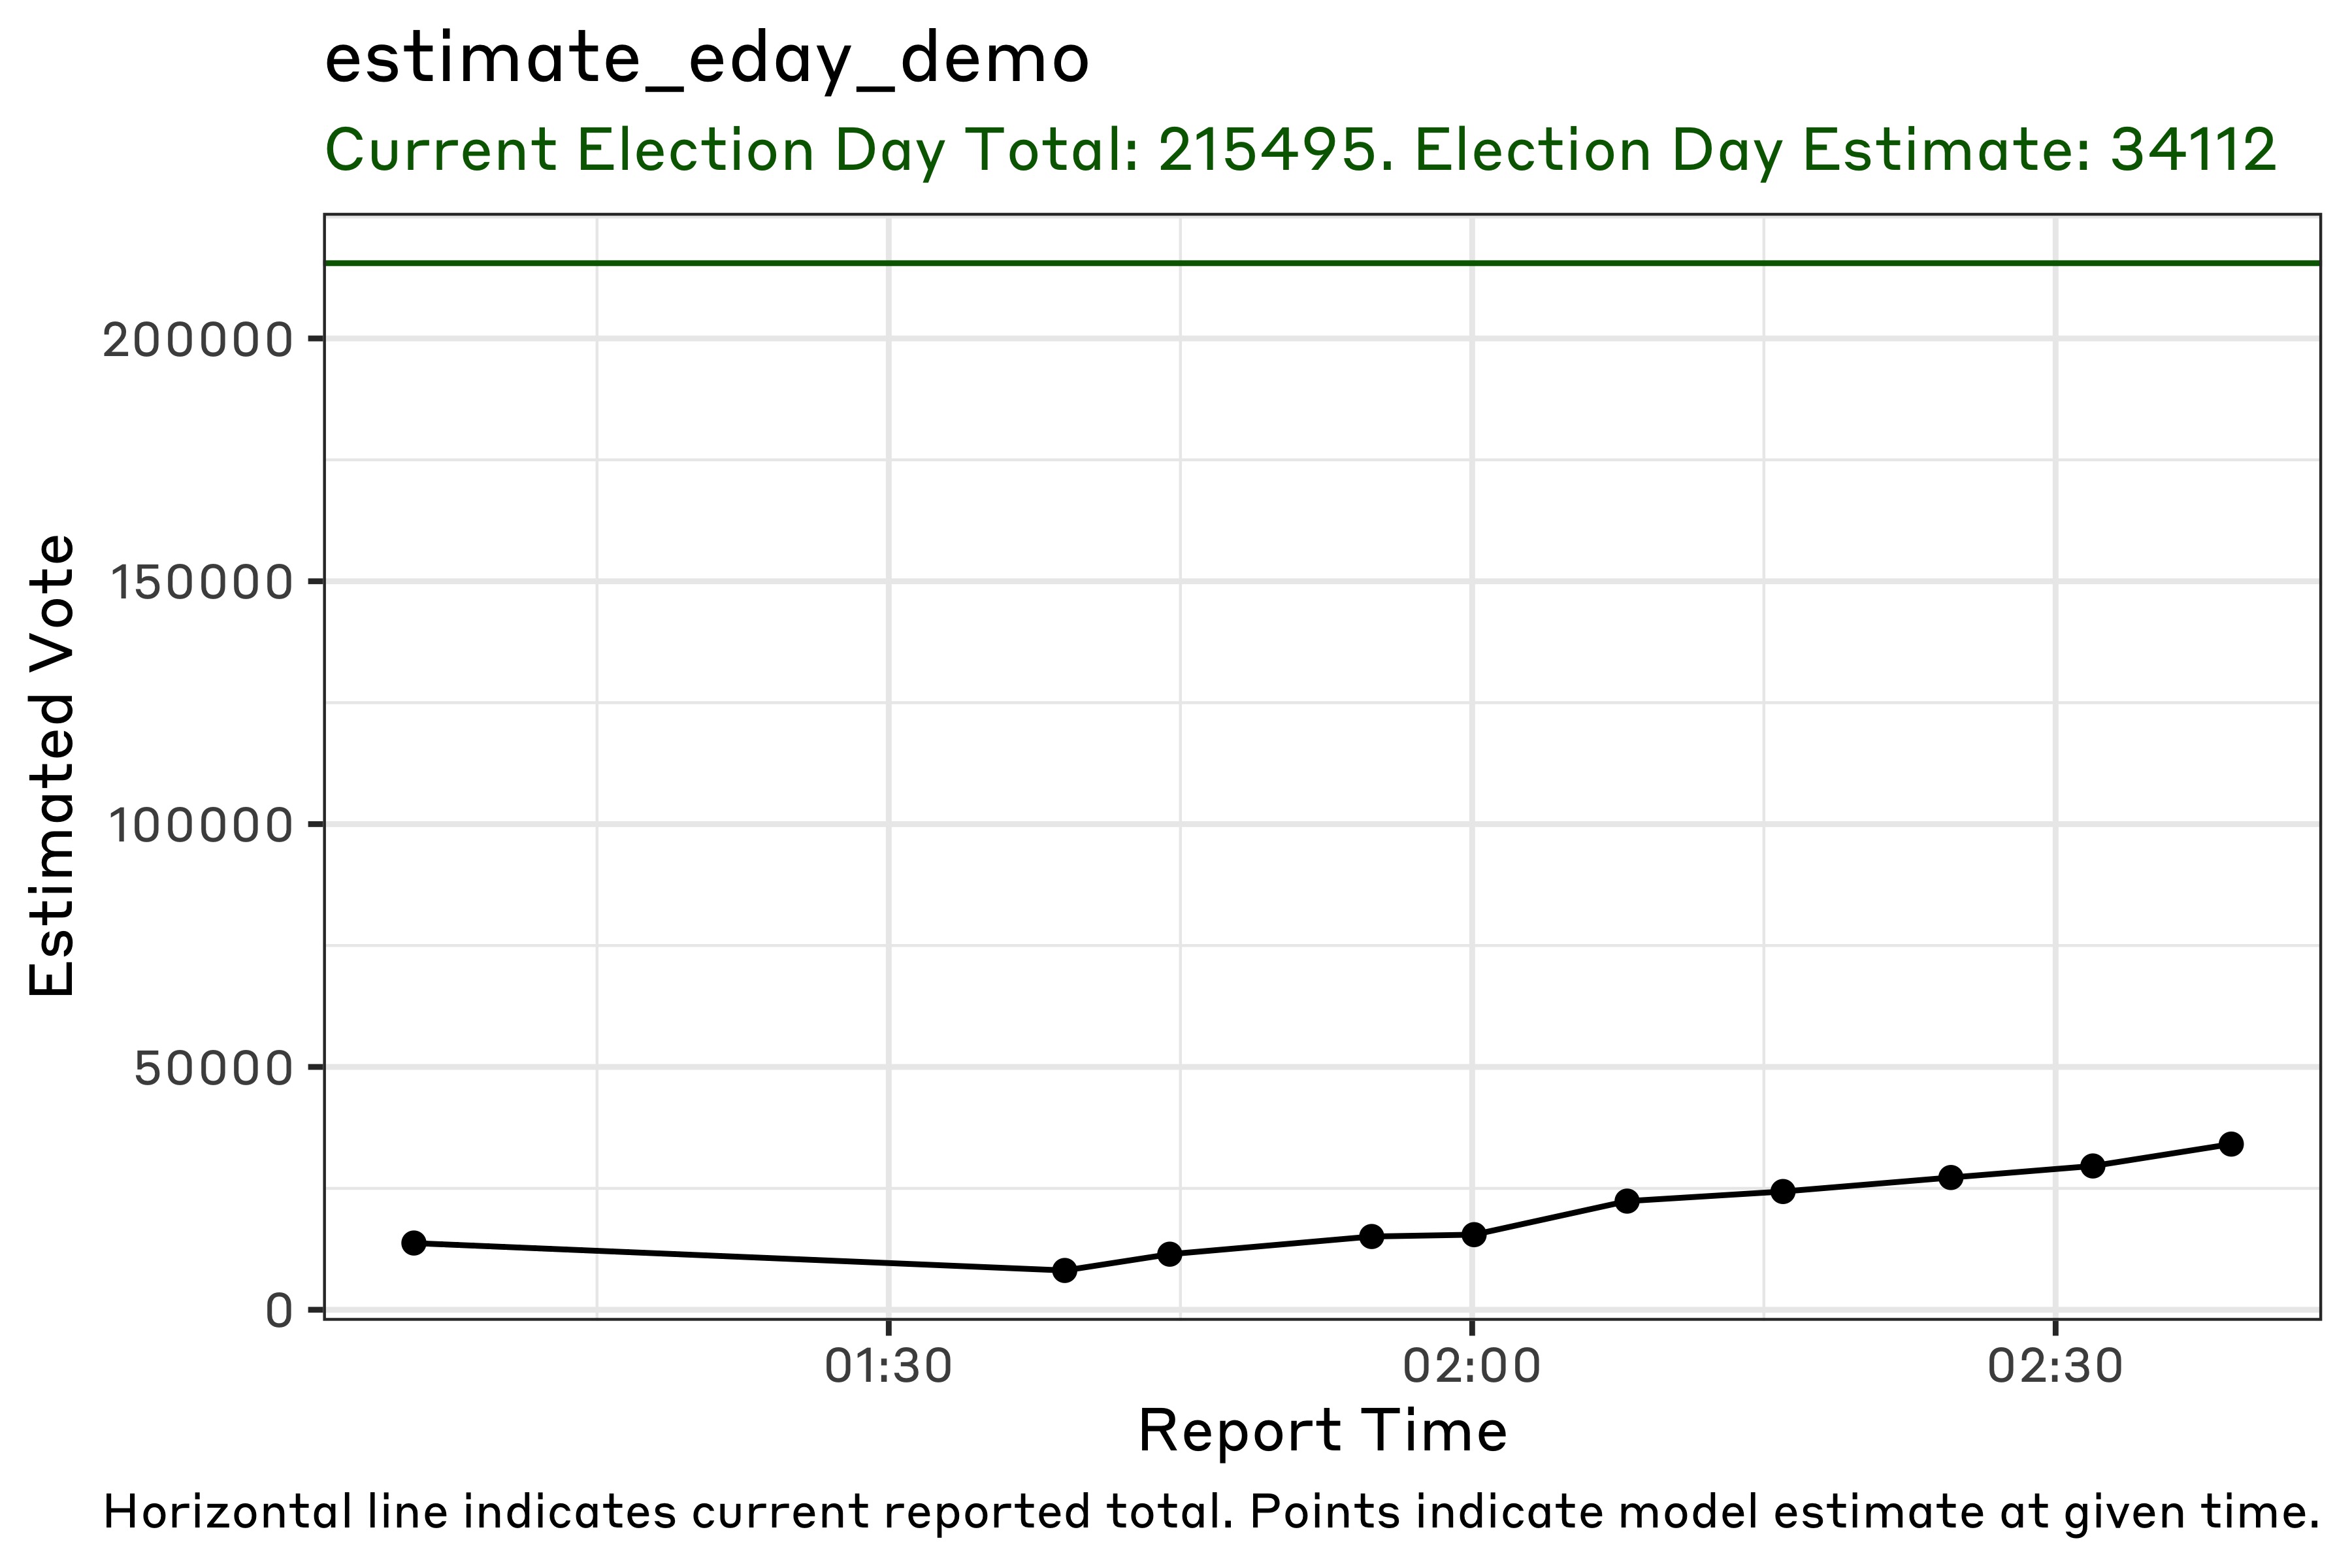 estimate_eday_demo
Current Election Day Total: 215495. Election Day Estimate: 34112
200000
150000
100000
50000
0
Estimated Vote
01:30 02:00 02:30
Report Time
Horizontal line indicates current reported total. Points indicate model estimate at given time.